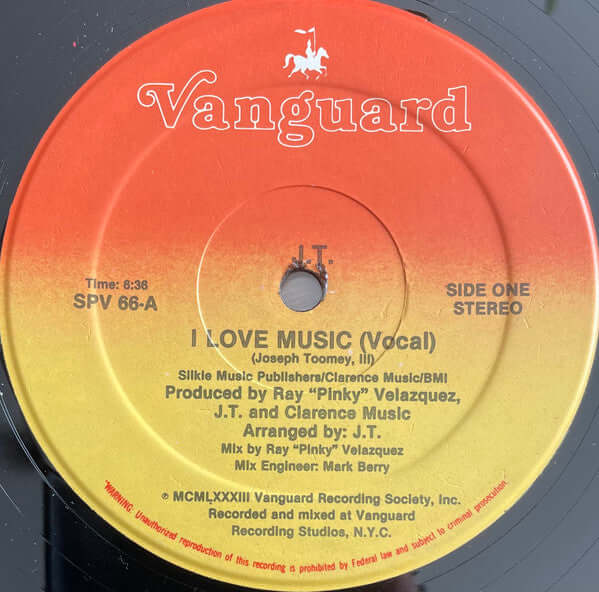 Vanguard
J.T.
Time: 6:36
SPV 66-A
SIDE ONE
STEREO
I LOVE MUSIC (Vocal)
(Joseph Toomey, III)
Silkie Music Publishers/Clarence Music/BMI
Produced by Ray "Pinky" Velazquez,
J.T. and Clarence Music
Arranged by: J.T.
Mix by Ray "Pinky" Velazquez
Mix Engineer: Mark Berry
℗ MCMLXXXIII Vanguard Recording Society, Inc.
Recorded and mixed at Vanguard
Recording Studios, N.Y.C.
"WARNING: Unauthorized reproduction of this recording is prohibited by Federal law and subject to criminal prosecution."